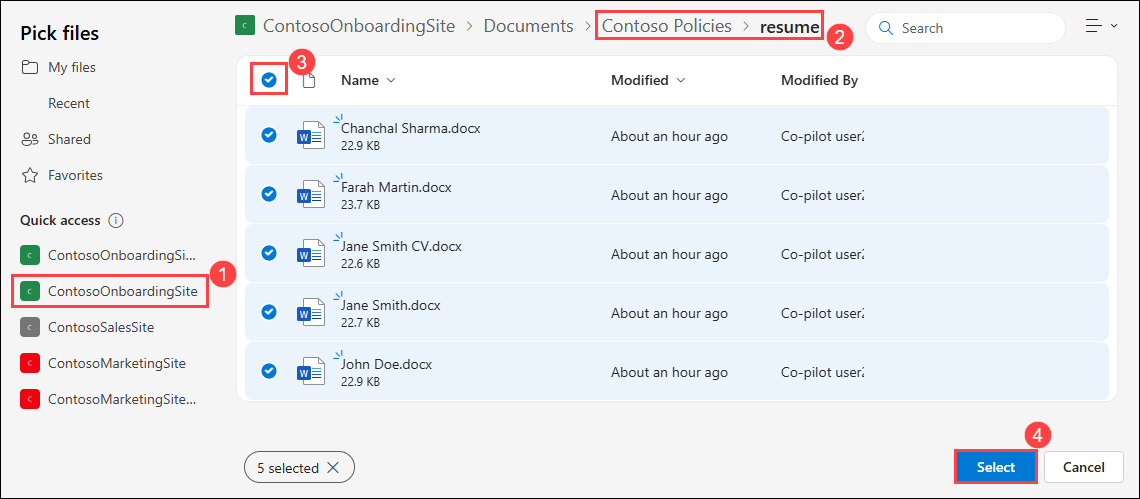 Pick files
My files
Recent
Shared
Favorites
Quick access
C ContosoOnboardingSi...
C ContosoOnboardingSite
1
C ContosoSalesSite
C ContosoMarketingSite
C ContosoMarketingSite...
C ContosoOnboardingSite > Documents > Contoso Policies > resume
2
Search
3
Name Modified Modified By
Chanchal Sharma.docx
22.9 KB
About an hour ago Co-pilot user2
Farah Martin.docx
23.7 KB
About an hour ago Co-pilot user2
Jane Smith CV.docx
22.6 KB
About an hour ago Co-pilot user2
Jane Smith.docx
22.7 KB
About an hour ago Co-pilot user2
John Doe.docx
22.9 KB
About an hour ago Co-pilot user2
5 selected
4
Select Cancel